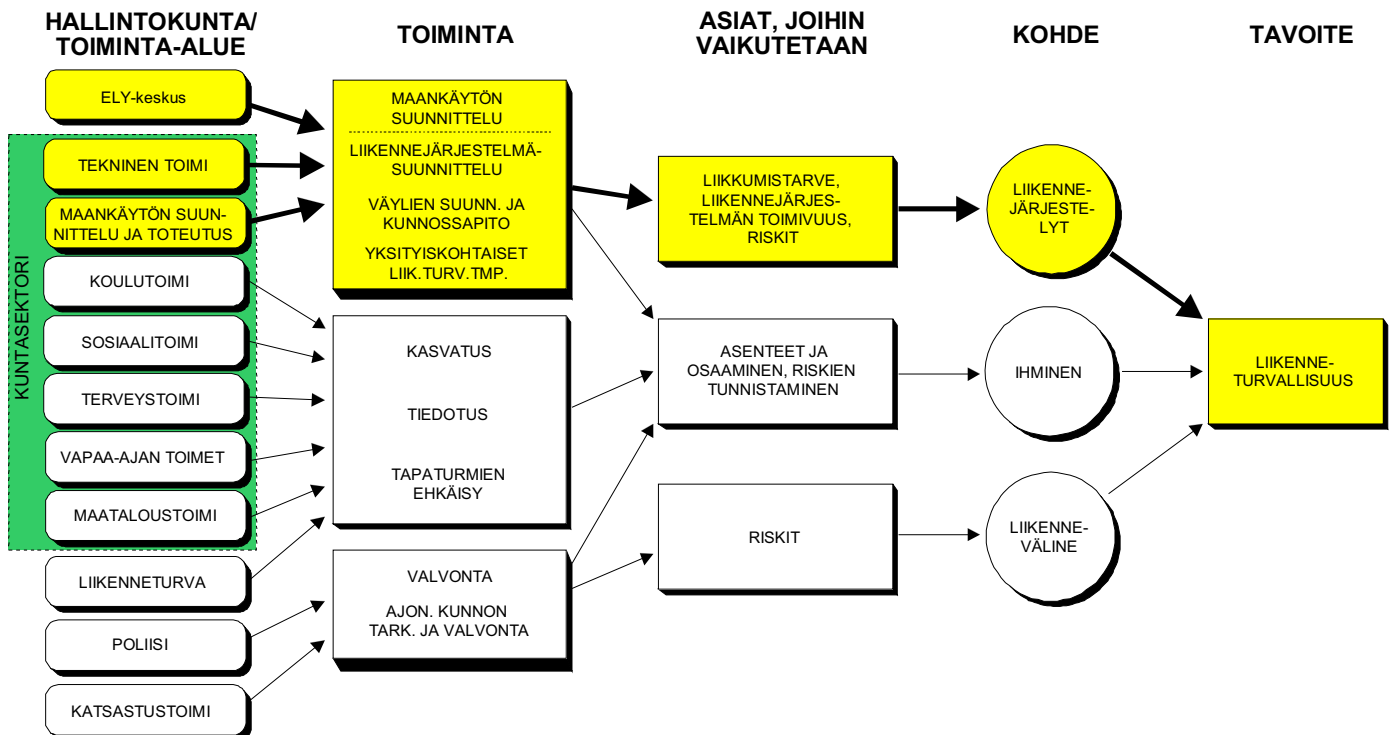 HALLINTOKUNTA/
TOIMINTA-ALUE
TOIMINTA
ASIAT, JOIHIN
VAIKUTETAAN
KOHDE
TAVOITE
KUNTASEKTORI
ELY-keskus
TEKNINEN TOIMI
MAANKÄYTÖN SUUN-
NITTELU JA TOTEUTUS
KOULUTOIMI
SOSIAALITOIMI
TERVEYSTOIMI
VAPAA-AJAN TOIMET
MAATALOUSTOIMI
LIIKENNETURVA
POLIISI
KATSASTUSTOIMI
MAANKÄYTÖN
SUUNNITTELU
LIIKENNEJÄRJESTELMÄ-
SUUNNITTELU
VÄYLIEN SUUNN. JA
KUNNOSSAPITO
YKSITYISKOHTAISET
LIIK.TURV.TMP.
KASVATUS
TIEDOTUS
TAPATURMIEN
EHKÄISY
VALVONTA
AJON. KUNNON
TARK. JA VALVONTA
LIIKKUMISTARVE,
LIIKENNEJÄRJES-
TELMÄN TOIMIVUUS,
RISKIT
ASENTEET JA
OSAAMINEN, RISKIEN
TUNNISTAMINEN
RISKIT
LIIKENNE-
JÄRJESTE-
LYT
IHMINEN
LIIKENNE-
VÄLINE
LIIKENNE-
TURVALLISUUS